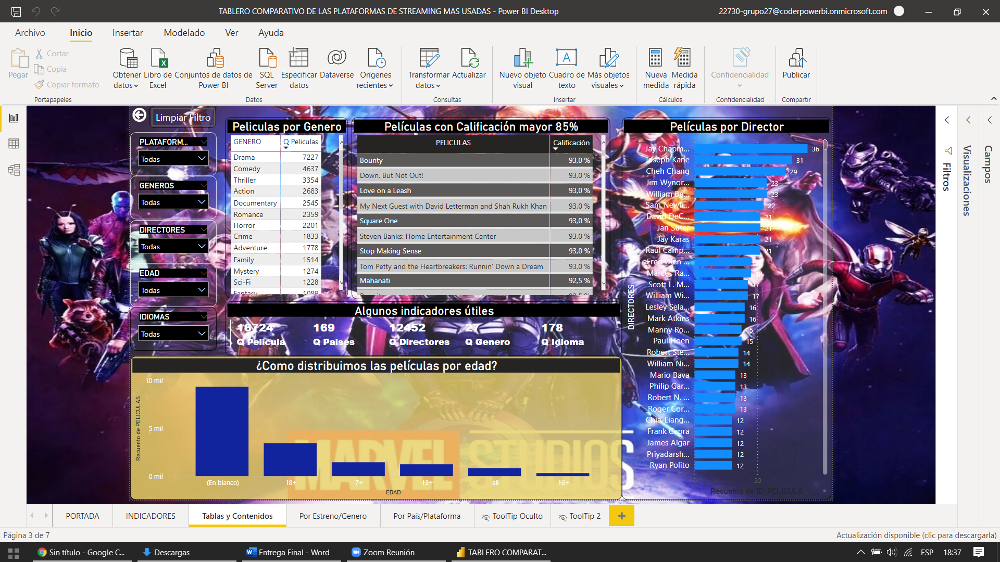 TABLERO COMPARATIVO DE LAS PLATAFORMAS DE STREAMING MAS USADAS - Power BI Desktop
22730-grupo27@coderpowerbi.onmicrosoft.com
Archivo
Inicio
Insertar
Modelado
Ver
Ayuda
Pegar
Cortar
Copia
Copiar formato
Portapapeles
Obtener datos
Libro de Excel
Conjuntos de datos de Power BI
SQL Server
Especificar datos
Dataverse
Orígenes recientes
Datos
Transformar datos
Actualizar
Consultas
Nuevo objeto visual
Cuadro de texto
Más objetos visuales
Insertar
Nueva medida
Medida rápida
Cálculos
Confidencialidad
Confidencialidad
Publicar
Compartir
Limpiar Filtro
PLATAFORM...
Todas
GENEROS
Todas
DIRECTORES
Todas
EDAD
Todas
IDIOMAS
Todas
Peliculas por Genero
GENERO Q Peliculas
Drama 7227
Comedy 4637
Thriller 3354
Action 2683
Documentary 2545
Romance 2359
Horror 2201
Crime 1833
Adventure 1778
Family 1514
Mystery 1274
Sci-Fi 1228
Fantasy 1089
Películas con Calificación mayor 85%
PELICULAS Calificación
Bounty 93,0 %
Down, But Not Out! 93,0 %
Love on a Leash 93,0 %
My Next Guest with David Letterman and Shah Rukh Khan 93,0 %
Square One 93,0 %
Steven Banks: Home Entertainment Center 93,0 %
Stop Making Sense 93,0 %
Tom Petty and the Heartbreakers: Runnin' Down a Dream 93,0 %
Mahanati 92,5 %
Algunos indicadores útiles
16724 169 12452 27 178
Q Pelicula Q Paises Q Directores Q Genero Q Idioma
¿Como distribuimos las películas por edad?
Recuento de PELICULAS
10 mil
5 mil
0 mil
(En blanco) 18+ 7+ 13+ all 16+
EDAD
MARVEL STUDIOS
Películas por Director
DIRECTORES
Jay Chapm... 36
Joseph Kane 31
Cheh Chang 29
Jim Wynor... 23
William Be... 23
Sam Newfi... 22
David DeC... 21
Jan Suter 21
Jay Karas 21
Raúl Camp... 21
Fred Olen ...
Marcus Ra... 18
Scott L. M... 17
William Wi... 17
Lesley Sela... 16
Mark Atkins 16
Manny Ro... 15
Paul Hoen 15
Robert Ste... 14
William Ni... 14
Mario Bava 13
Philip Gar... 13
Robert N. ... 13
Roger Cor... 13
Chia-Liang... 12
Frank Capra 12
James Algar 12
Priyadarsh... 12
Ryan Polito 12
0 20
Recuento de ID_PELICULA
Filtros
Visualizaciones
Campos
PORTADA
INDICADORES
Tablas y Contenidos
Por Estreno/Genero
Por País/Plataforma
ToolTip Oculto
ToolTip 2
Página 3 de 7
Actualización disponible (clic para descargarla)
Sin título - Google C...
Descargas
Entrega Final - Word
Zoom Reunión
TABLERO COMPARAT...
ESP
18:37